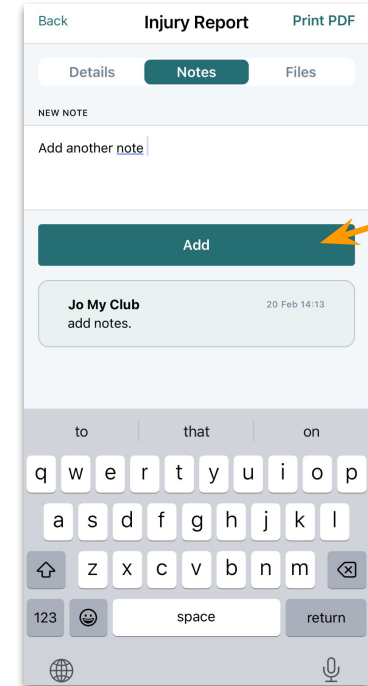 Back Injury Report Print PDF
Details Notes Files
NEW NOTE
Add another note
Add
Jo My Club 20 Feb 14:13
add notes.
to that on
q w e r t y u i o p
a s d f g h j k l
z x c v b n m
123 space return